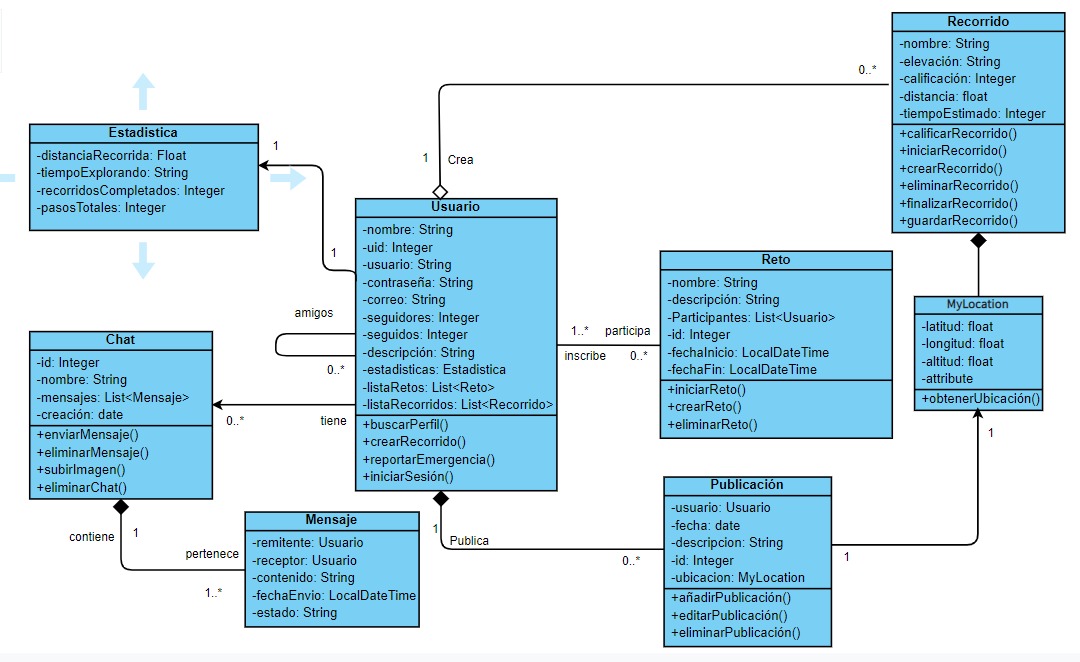 Recorrido
-nombre: String
-elevación: String
-calificación: Integer
-distancia: float
-tiempoEstimado: Integer
+calificarRecorrido()
+iniciarRecorrido()
+crearRecorrido()
+eliminarRecorrido()
+finalizarRecorrido()
+guardarRecorrido()
0..*
1
Crea
Estadistica
-distanciaRecorrida: Float
-tiempoExplorando: String
-recorridosCompletados: Integer
-pasosTotales: Integer
1
1
Usuario
-nombre: String
-uid: Integer
-usuario: String
-contraseña: String
-correo: String
-seguidores: Integer
-seguidos: Integer
-descripción: String
-estadisticas: Estadistica
-listaRetos: List<Reto>
-listaRecorridos: List<Recorrido>
+buscarPerfil()
+crearRecorrido()
+reportarEmergencia()
+iniciarSesión()
amigos
0..*
1..*
participa
inscribe
0..*
Reto
-nombre: String
-descripción: String
-Participantes: List<Usuario>
-id: Integer
-fechaInicio: LocalDateTime
-fechaFin: LocalDateTime
+iniciarReto()
+crearReto()
+eliminarReto()
MyLocation
-latitud: float
-longitud: float
-altitud: float
-attribute
+obtenerUbicación()
1
Chat
-id: Integer
-nombre: String
-mensajes: List<Mensaje>
-creación: date
+enviarMensaje()
+eliminarMensaje()
+subirImagen()
+eliminarChat()
0..*
tiene
contiene
1
pertenece
1..*
Mensaje
-remitente: Usuario
-receptor: Usuario
-contenido: String
-fechaEnvio: LocalDateTime
-estado: String
1
Publica
0..*
Publicación
-usuario: Usuario
-fecha: date
-descripcion: String
-id: Integer
-ubicacion: MyLocation
+añadirPublicación()
+editarPublicación()
+eliminarPublicación()
1